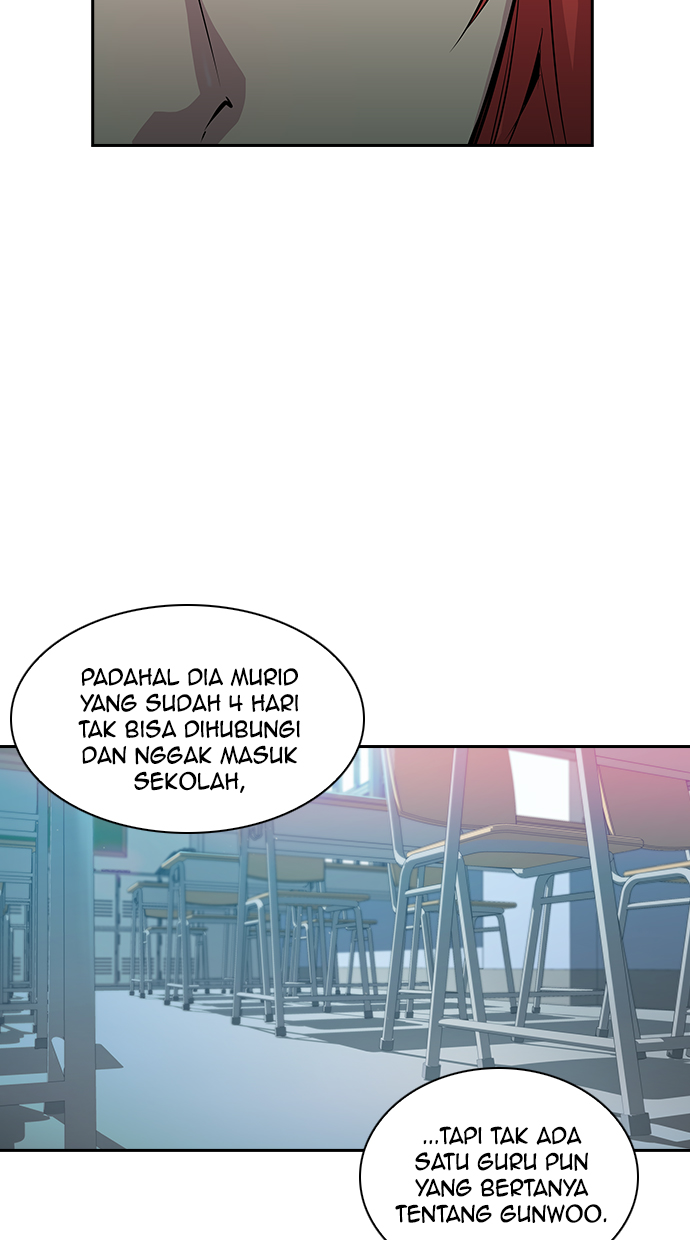 PADAHAL DIA MURID
YANG SUDAH 4 HARI
TAK BISA DIHUBUNGI
DAN NGGAK MASUK
SEKOLAH,
...TAPI TAK ADA
SATU GURU PUN
YANG BERTANYA
TENTANG GUNWOO.